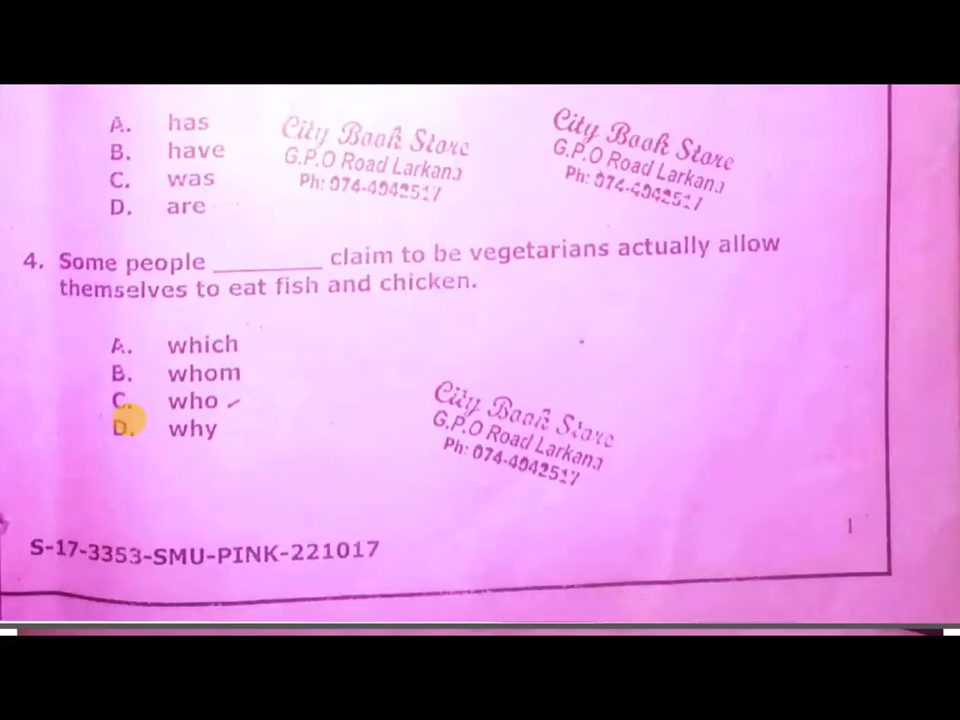 A. has
B. have
C. was
D. are
City Book Store
G.P.O Road Larkana
Ph: 074-4042517
City Book Store
G.P.O Road Larkana
Ph: 074-4042517
4. Some people ________ claim to be vegetarians actually allow
themselves to eat fish and chicken.
A. which
B. whom
C. who
D. why
City Book Store
G.P.O Road Larkana
Ph: 074-4042517
1
S-17-3353-SMU-PINK-221017